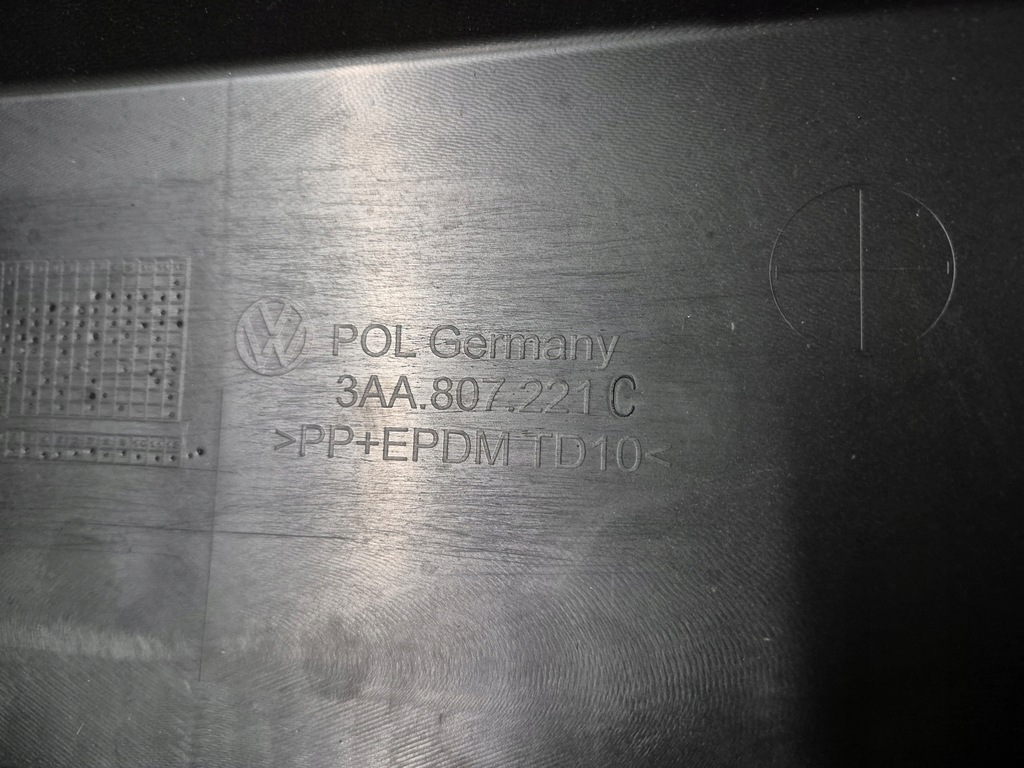 POL Germany
3AA.807.221 C
>PP+EPDM TD10<